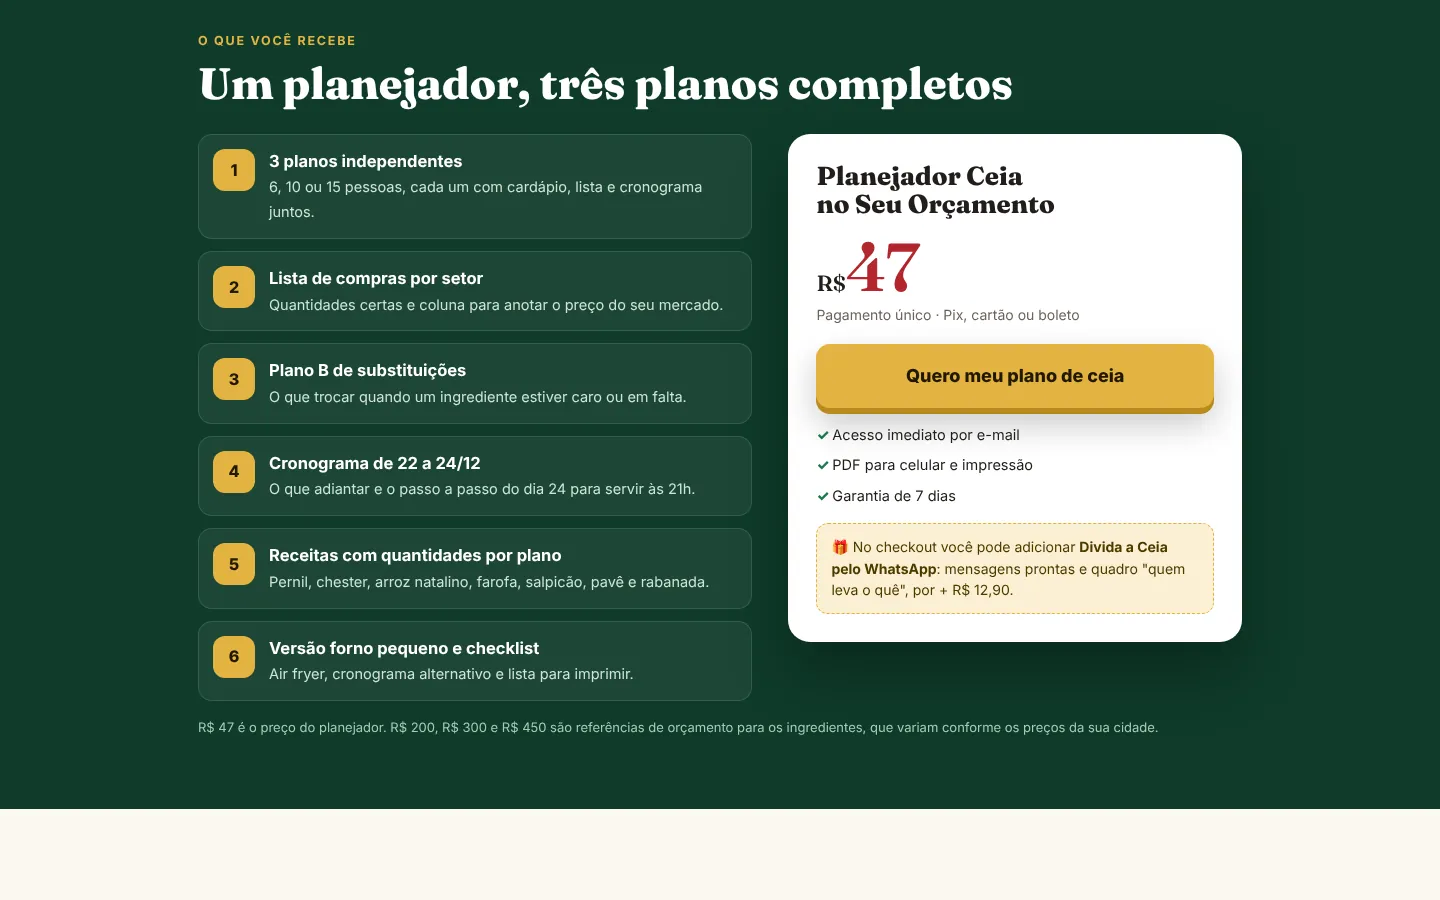 O QUE VOCÊ RECEBE
Um planejador, três planos completos
1
3 planos independentes
6, 10 ou 15 pessoas, cada um com cardápio, lista e cronograma
juntos.
2
Lista de compras por setor
Quantidades certas e coluna para anotar o preço do seu mercado.
3
Plano B de substituições
O que trocar quando um ingrediente estiver caro ou em falta.
4
Cronograma de 22 a 24/12
O que adiantar e o passo a passo do dia 24 para servir às 21h.
5
Receitas com quantidades por plano
Pernil, chester, arroz natalino, farofa, salpicão, pavê e rabanada.
6
Versão forno pequeno e checklist
Air fryer, cronograma alternativo e lista para imprimir.
Planejador Ceia
no Seu Orçamento
R$47
Pagamento único · Pix, cartão ou boleto
Quero meu plano de ceia
✓ Acesso imediato por e-mail
✓ PDF para celular e impressão
✓ Garantia de 7 dias
🎁 No checkout você pode adicionar Divida a Ceia
pelo WhatsApp: mensagens prontas e quadro "quem
leva o quê", por + R$ 12,90.
R$ 47 é o preço do planejador. R$ 200, R$ 300 e R$ 450 são referências de orçamento para os ingredientes, que variam conforme os preços da sua cidade.